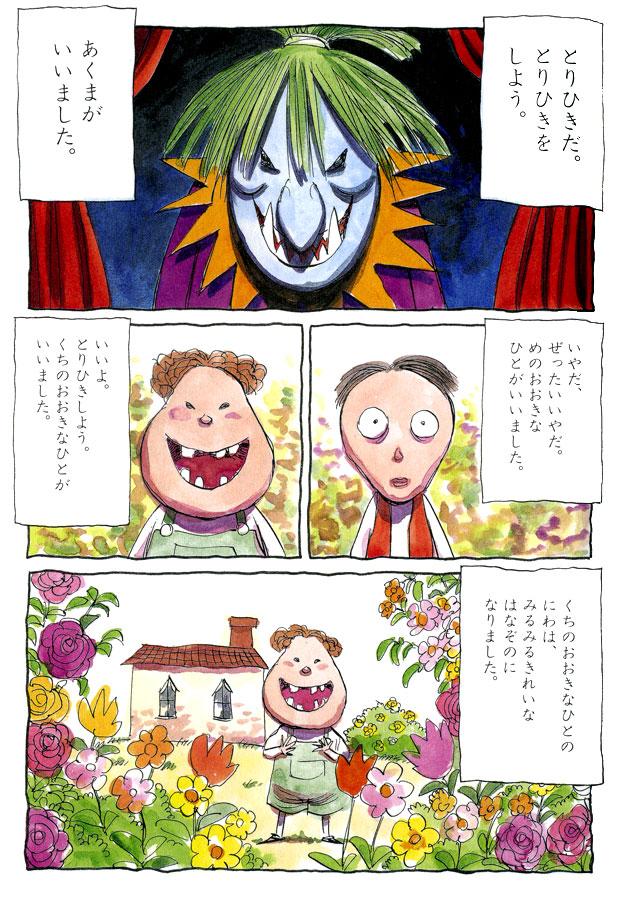 とりひきだ。
とりひきを
しよう。
あくまが
いいました。
いやだ、
ぜったいいやだ。
めのおおきな
ひとがいいました。
いいよ。
とりひきしよう。
くちのおおきなひとが
いいました。
くちのおおきなひとの
にわは、
みるみるきれいな
はなぞのに
なりました。